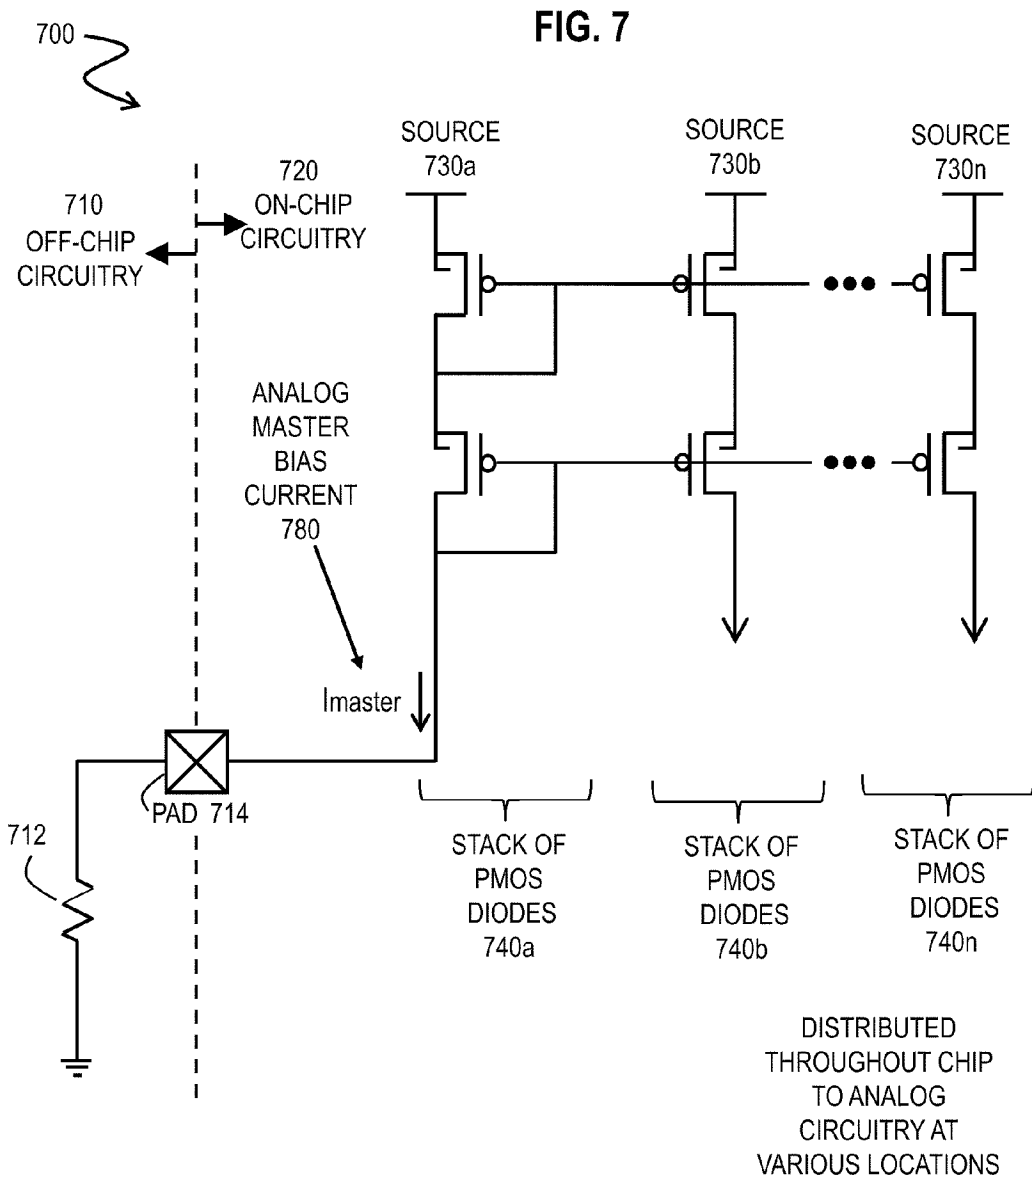 FIG. 7
700
SOURCE
730a
SOURCE
730b
SOURCE
730n
710
OFF-CHIP
CIRCUITRY
720
ON-CHIP
CIRCUITRY
ANALOG
MASTER
BIAS
CURRENT
780
Imaster
PAD 714
712
STACK OF
PMOS
DIODES
740a
STACK OF
PMOS
DIODES
740b
STACK OF
PMOS
DIODES
740n
DISTRIBUTED
THROUGHOUT CHIP
TO ANALOG
CIRCUITRY AT
VARIOUS LOCATIONS